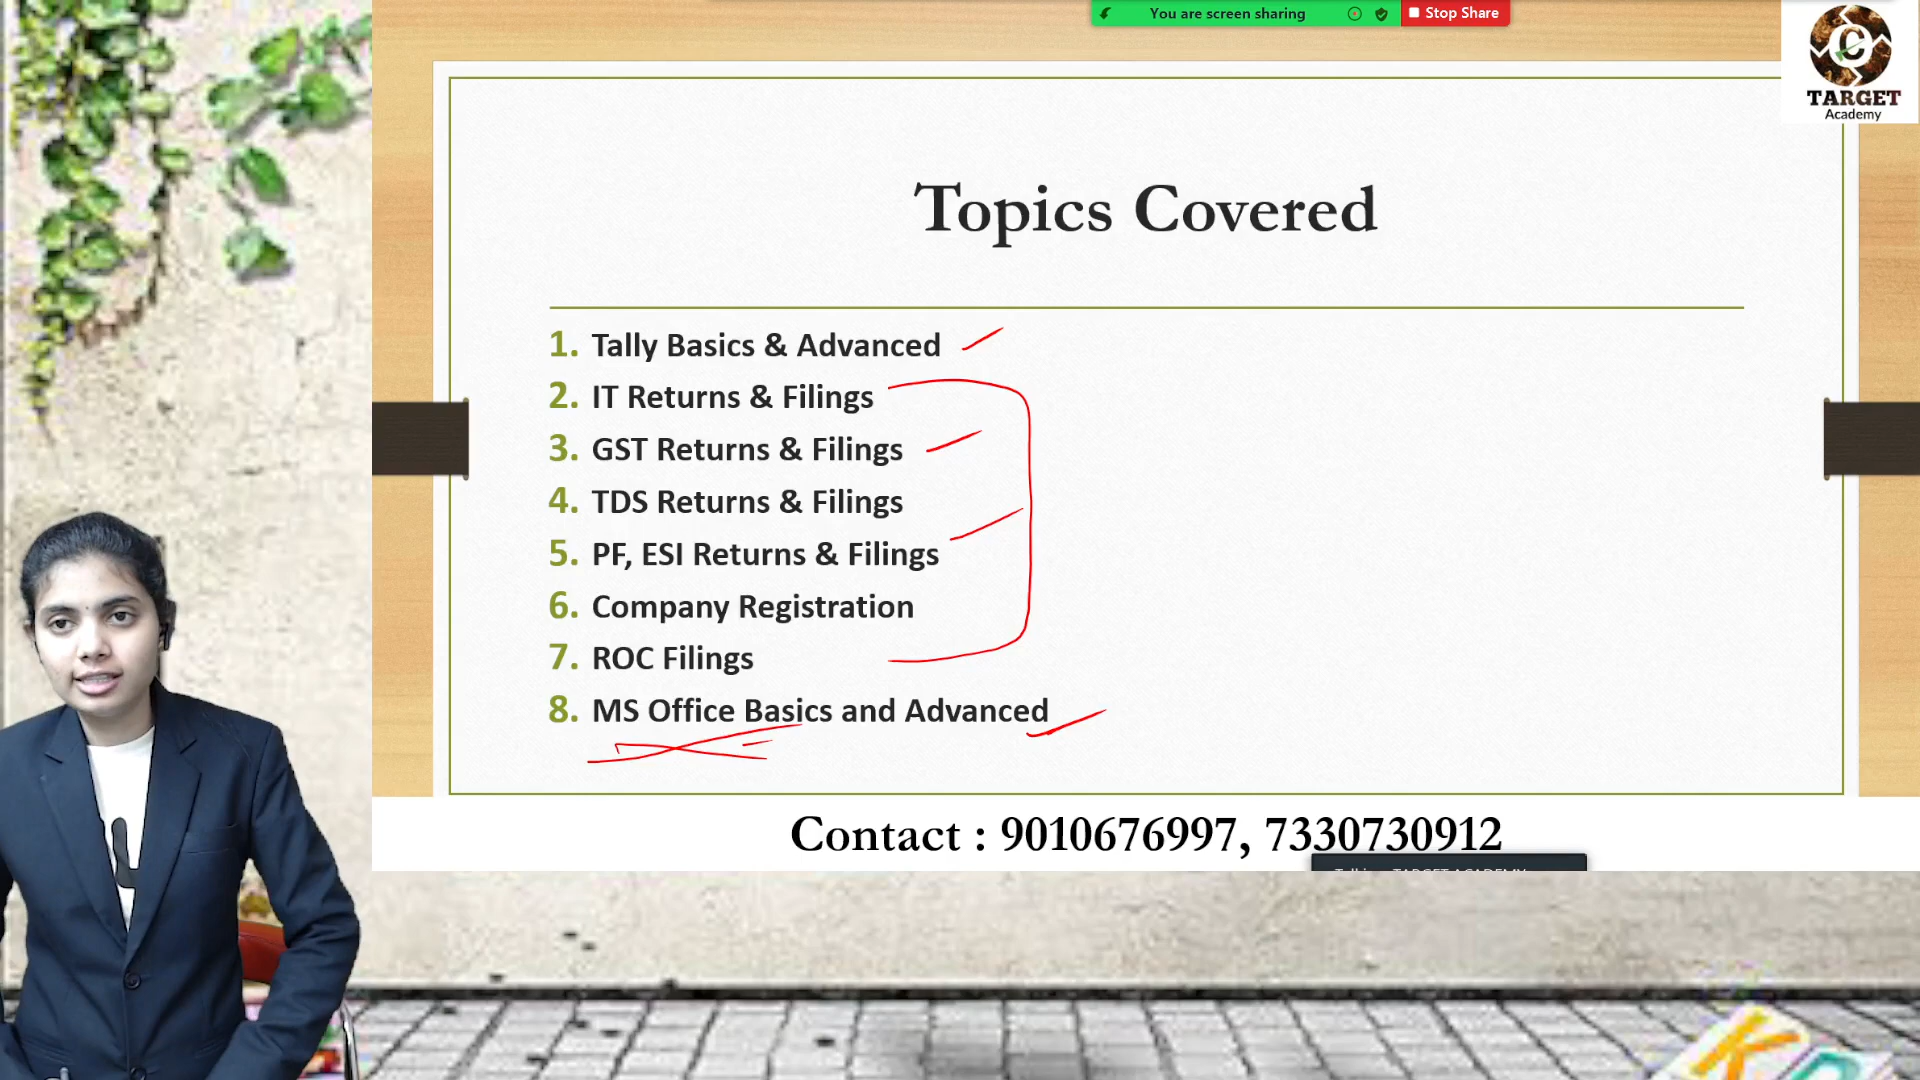 You are screen sharing
Stop Share
TARGET
Academy
Topics Covered
1. Tally Basics & Advanced
2. IT Returns & Filings
3. GST Returns & Filings
4. TDS Returns & Filings
5. PF, ESI Returns & Filings
6. Company Registration
7. ROC Filings
8. MS Office Basics and Advanced
Contact : 9010676997, 7330730912